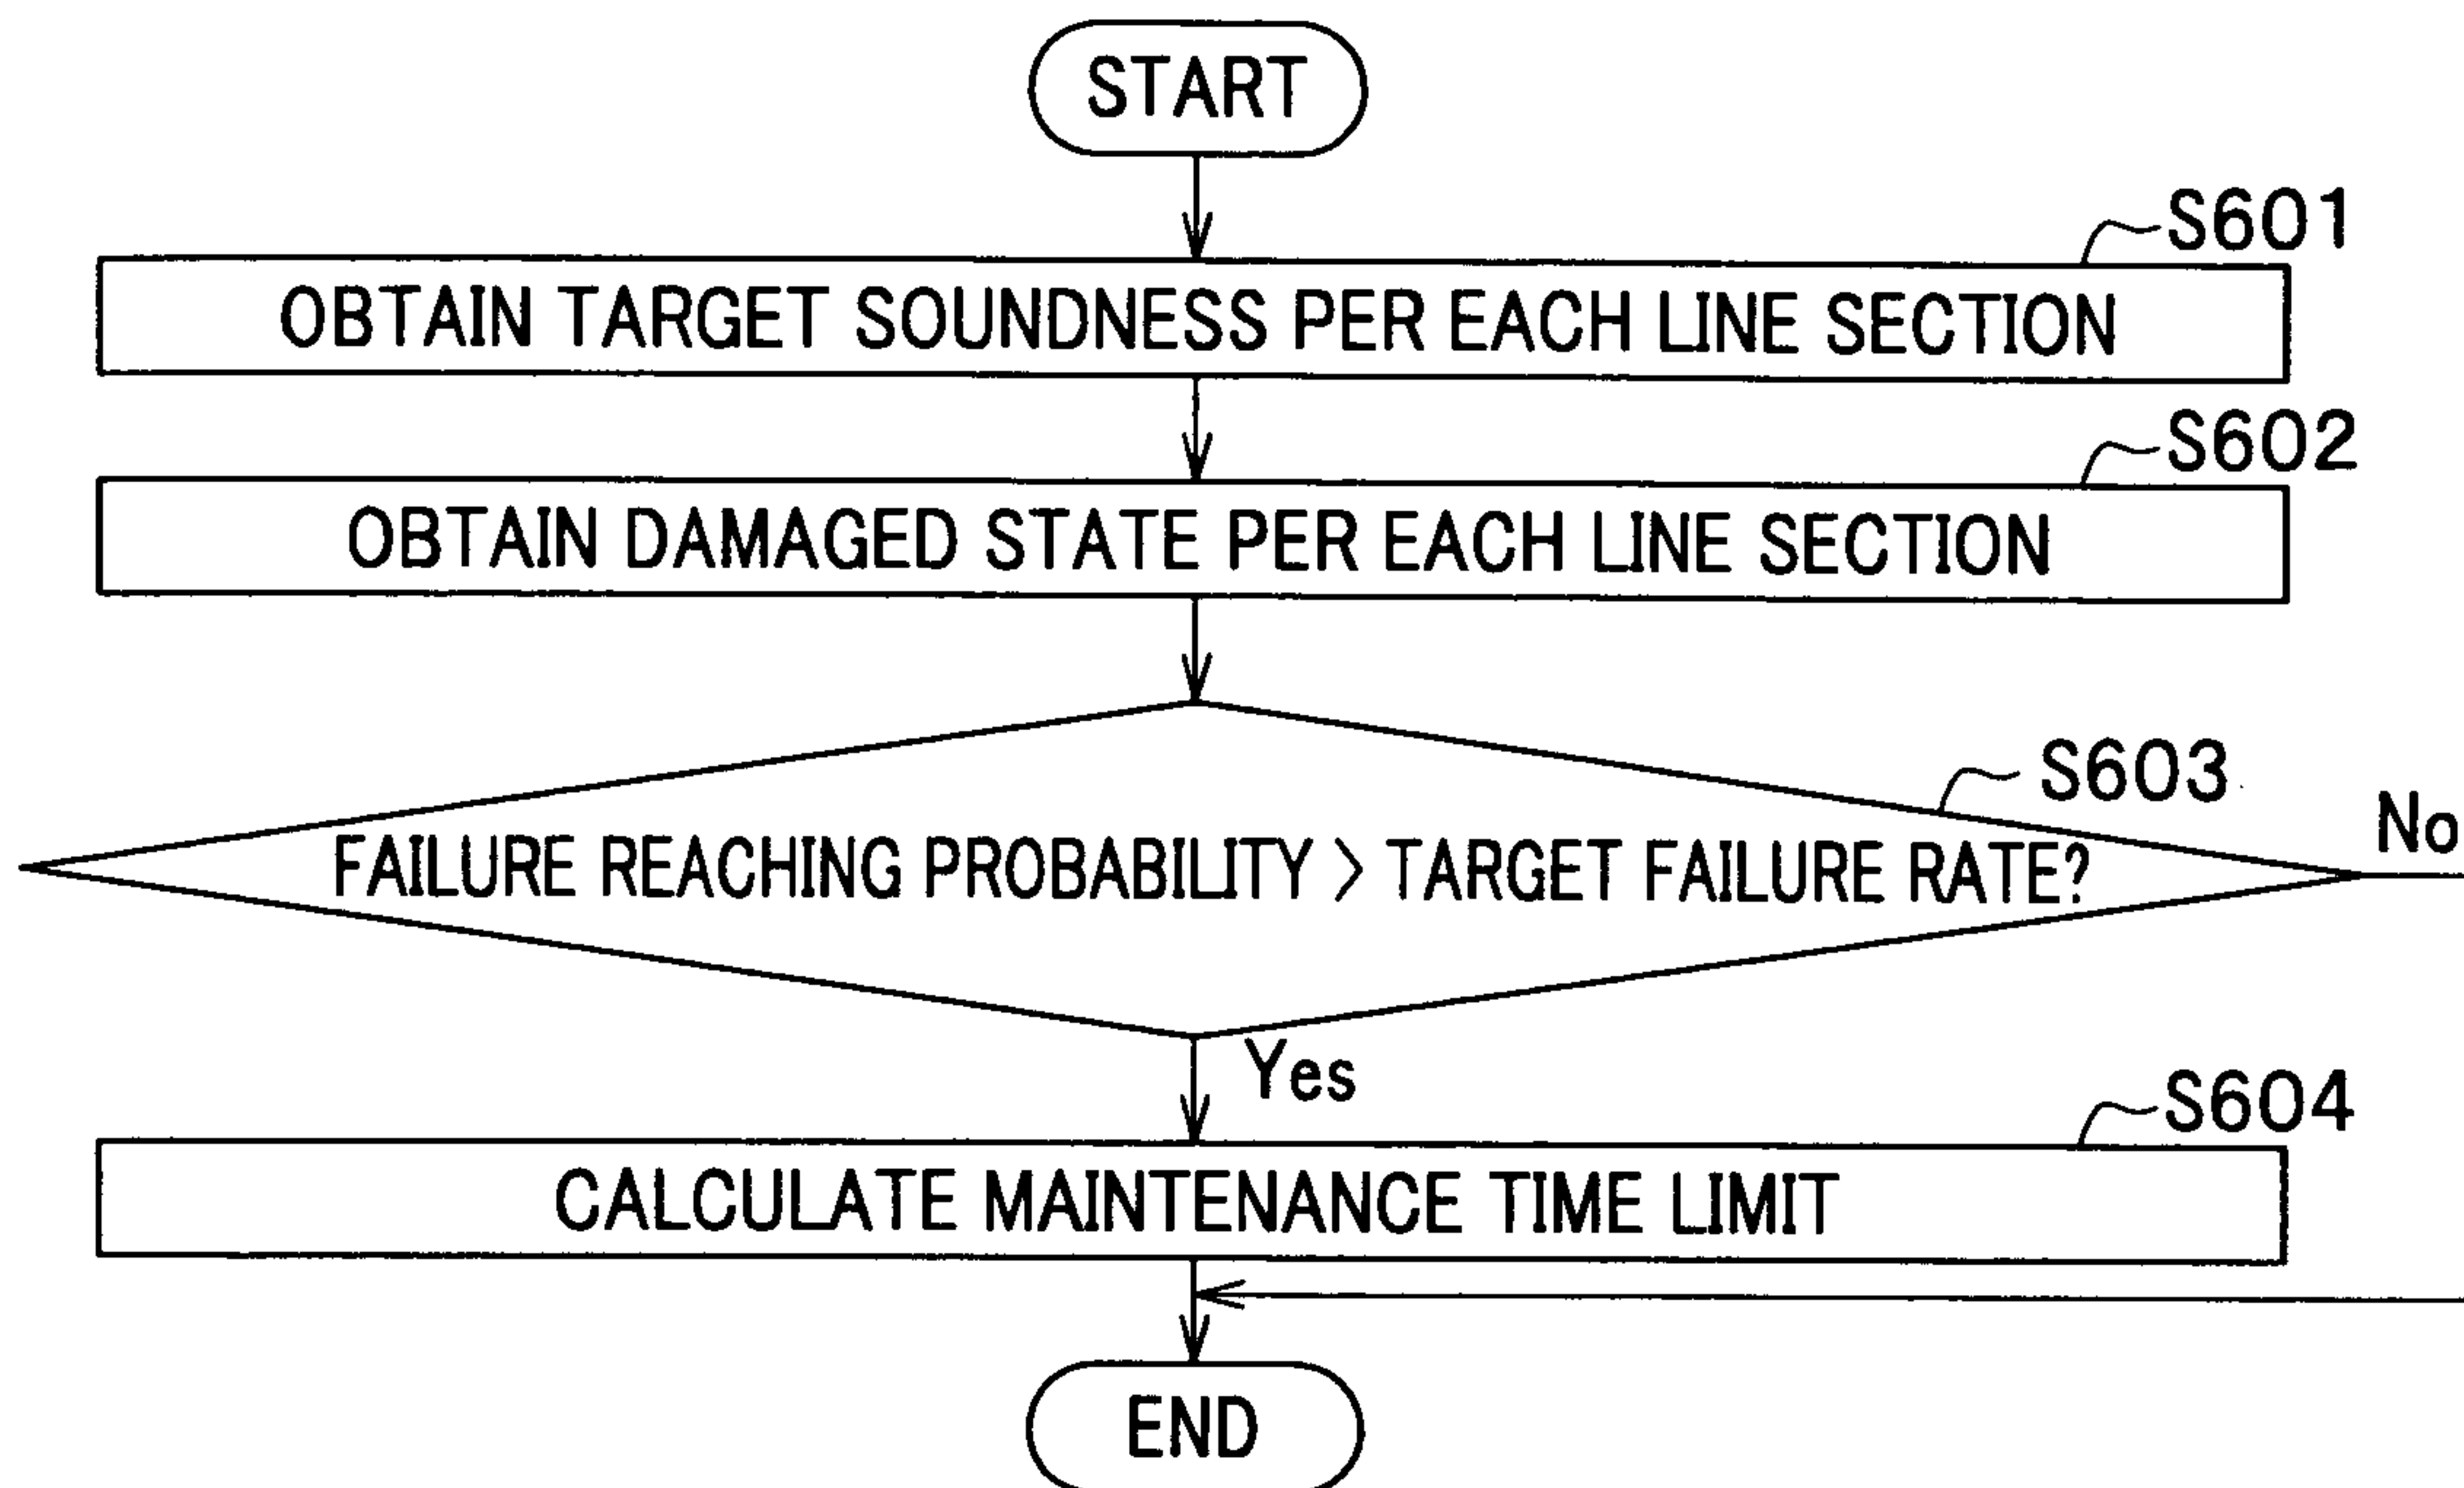 START
S601
OBTAIN TARGET SOUNDNESS PER EACH LINE SECTION
S602
OBTAIN DAMAGED STATE PER EACH LINE SECTION
S603
No
FAILURE REACHING PROBABILITY > TARGET FAILURE RATE?
Yes
S604
CALCULATE MAINTENANCE TIME LIMIT
END